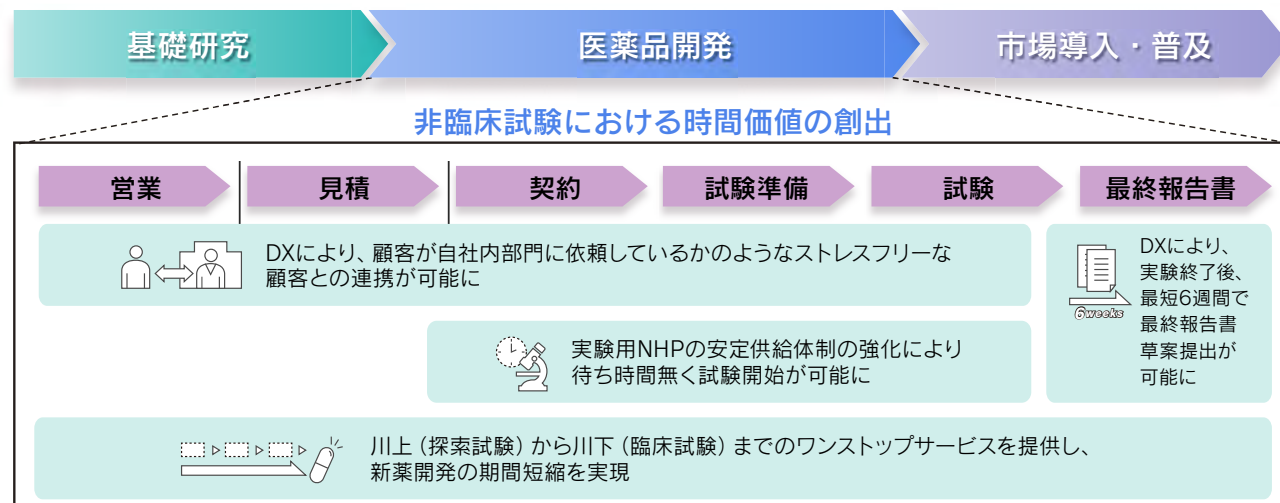 基礎研究
医薬品開発
市場導入・普及
非臨床試験における時間価値の創出
営業
見積
契約
試験準備
試験
最終報告書
DXにより、顧客が自社内部門に依頼しているかのようなストレスフリーな
顧客との連携が可能に
6weeks
DXにより、
実験終了後、
最短6週間で
最終報告書
草案提出が
可能に
実験用NHPの安定供給体制の強化により
待ち時間無く試験開始が可能に
川上（探索試験）から川下（臨床試験）までのワンストップサービスを提供し、
新薬開発の期間短縮を実現